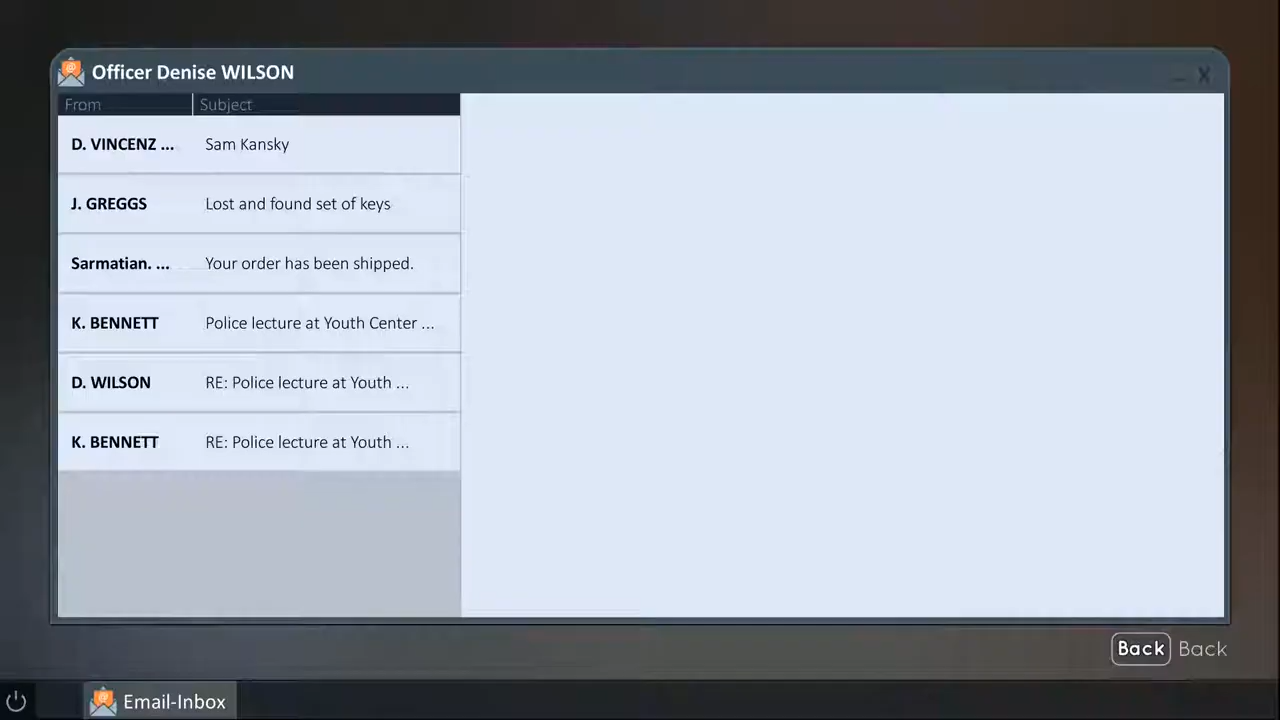 Officer Denise WILSON
From Subject
D. VINCENZ ... Sam Kansky
J. GREGGS Lost and found set of keys
Sarmatian. ... Your order has been shipped.
K. BENNETT Police lecture at Youth Center ...
D. WILSON RE: Police lecture at Youth ...
K. BENNETT RE: Police lecture at Youth ...
Back Back
Email-Inbox